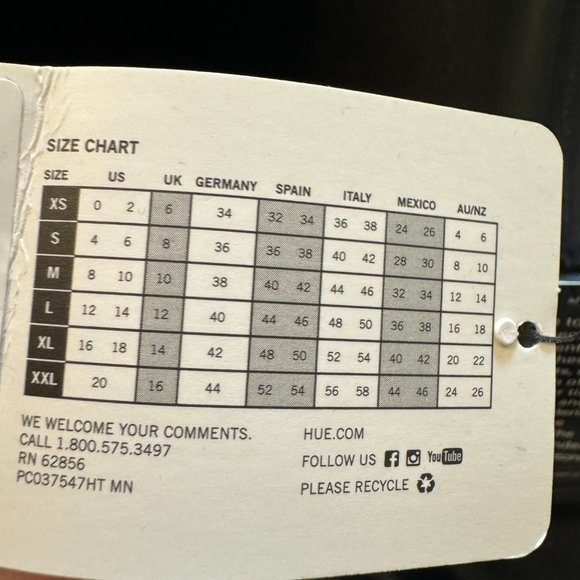 SIZE CHART
SIZE US UK GERMANY SPAIN ITALY MEXICO AU/NZ
XS 0 2 6 34 32 34 36 38 24 26 4 6
S 4 6 8 36 36 38 40 42 28 30 8 10
M 8 10 10 38 40 42 44 46 32 34 12 14
L 12 14 12 40 44 46 48 50 36 38 16 18
XL 16 18 14 42 48 50 52 54 40 42 20 22
XXL 20 16 44 52 54 56 58 44 46 24 26
WE WELCOME YOUR COMMENTS. HUE.COM
CALL 1.800.575.3497
RN 62856 FOLLOW US YouTube
PC037547HT MN PLEASE RECYCLE